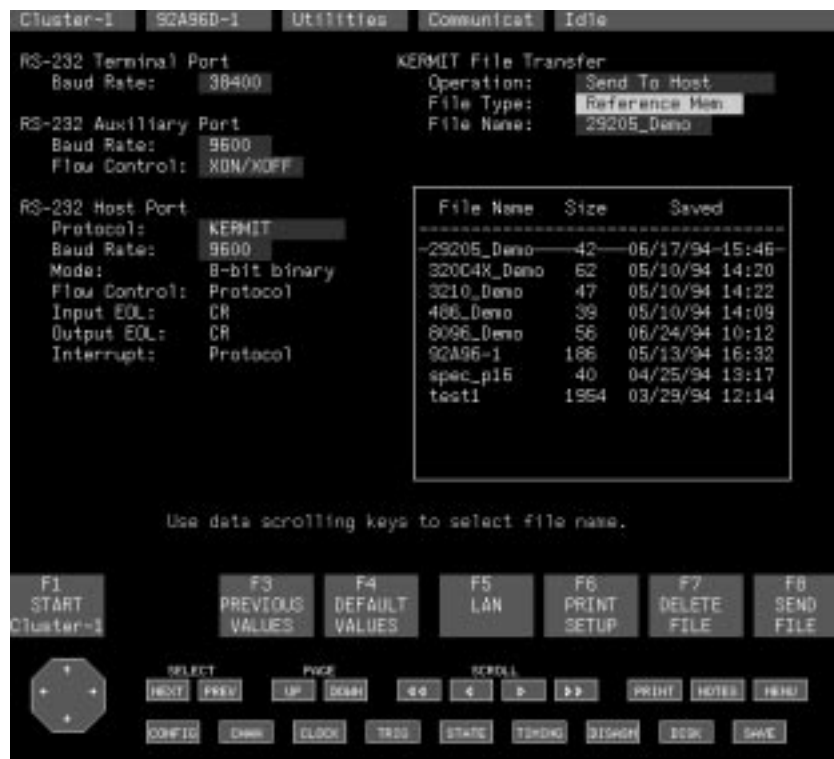 Cluster-1 92A96D-1 Utilities Communicat Idle
RS-232 Terminal Port
Baud Rate: 38400
RS-232 Auxiliary Port
Baud Rate: 9600
Flow Control: XON/XOFF
RS-232 Host Port
Protocol: KERMIT
Baud Rate: 9600
Mode: 8-bit binary
Flow Control: Protocol
Input EOL: CR
Output EOL: CR
Interrupt: Protocol
KERMIT File Transfer
Operation: Send To Host
File Type: Reference Mem
File Name: 29205_Demo
File Name Size Saved
29205_Demo 42 06/17/94 15:46
320C4X_Demo 62 05/10/94 14:20
3210_Demo 47 05/10/94 14:22
486_Demo 39 05/10/94 14:09
8096_Demo 56 06/24/94 10:12
92A96-1 186 05/13/94 16:32
spec_p16 40 04/25/94 13:17
test1 1954 03/29/94 12:14
Use data scrolling keys to select file name.
F1 START Cluster-1
F3 PREVIOUS VALUES
F4 DEFAULT VALUES
F5 LAN
F6 PRINT SETUP
F7 DELETE FILE
F8 SEND FILE
SELECT PAGE SCROLL
NEXT PREV UP DOWN PRINT NOTES MENU
CONFIG CHAN CLOCK TRIG STATE TIMING DISASM DISK SAVE